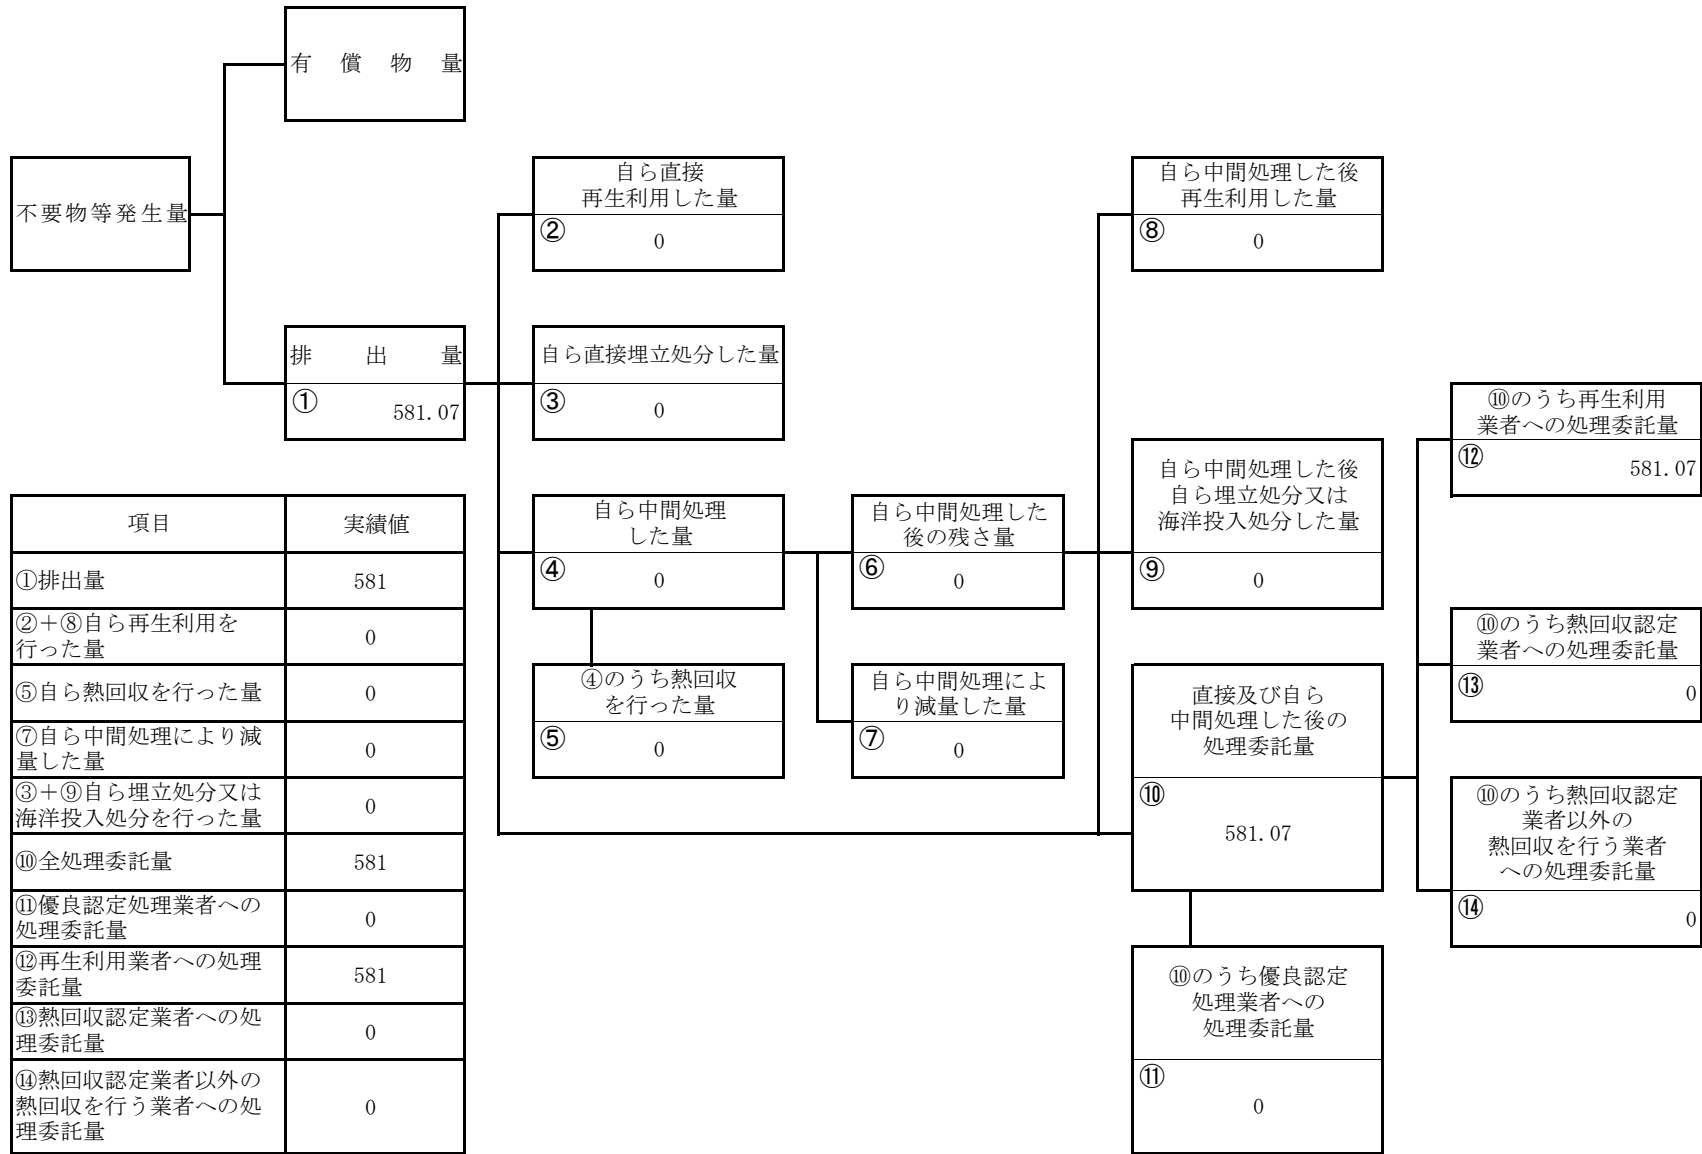 有償物量
不要物等発生量
排出量
①
581.07
自ら直接
再生利用した量
②
0
自ら直接埋立処分した量
③
0
自ら中間処理
した量
④
0
④のうち熱回収
を行った量
⑤
0
自ら中間処理した
後の残さ量
⑥
0
自ら中間処理によ
り減量した量
⑦
0
自ら中間処理した後
再生利用した量
⑧
0
自ら中間処理した後
自ら埋立処分又は
海洋投入処分した量
⑨
0
直接及び自ら
中間処理した後の
処理委託量
⑩
581.07
⑩のうち優良認定
処理業者への
処理委託量
⑪
0
⑩のうち再生利用
業者への処理委託量
⑫
581.07
⑩のうち熱回収認定
業者への処理委託量
⑬
0
⑩のうち熱回収認定
業者以外の
熱回収を行う業者
への処理委託量
⑭
0
項目 実績値
①排出量 581
②＋⑧自ら再生利用を
行った量 0
⑤自ら熱回収を行った量 0
⑦自ら中間処理により減
量した量 0
③＋⑨自ら埋立処分又は
海洋投入処分を行った量 0
⑩全処理委託量 581
⑪優良認定処理業者への
処理委託量 0
⑫再生利用業者への処理
委託量 581
⑬熱回収認定業者への処
理委託量 0
⑭熱回収認定業者以外の
熱回収を行う業者への処
理委託量 0